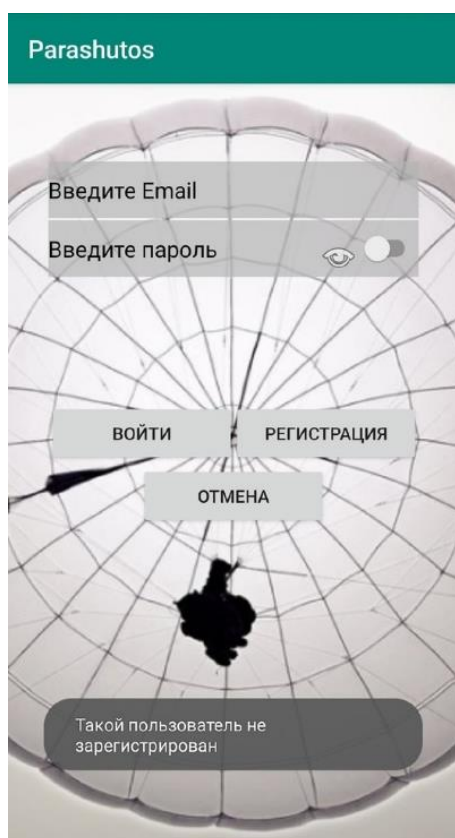 Parashutos
Введите Email
Введите пароль
ВОЙТИ
РЕГИСТРАЦИЯ
ОТМЕНА
Такой пользователь не
зарегистрирован